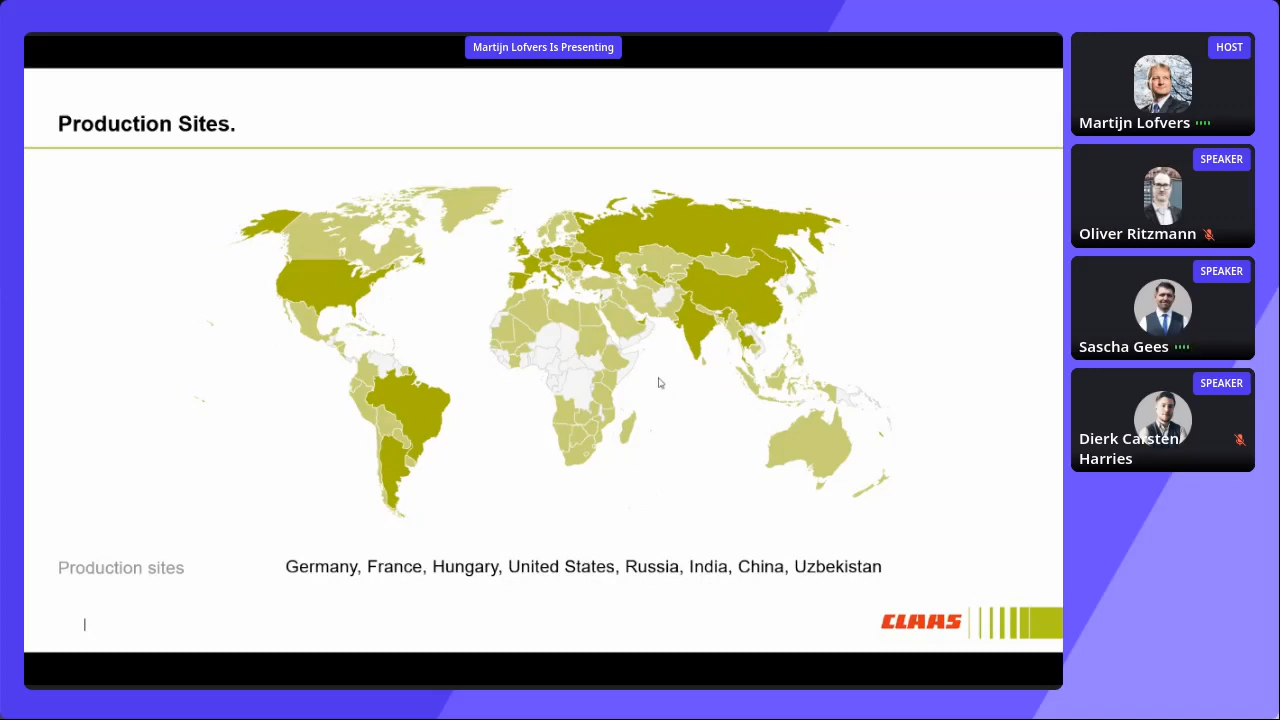 Martijn Lofvers Is Presenting
Production Sites.
Production sites
Germany, France, Hungary, United States, Russia, India, China, Uzbekistan
CLAAS
HOST
Martijn Lofvers
SPEAKER
Oliver Ritzmann
SPEAKER
Sascha Gees
SPEAKER
Dierk Carsten
Harries